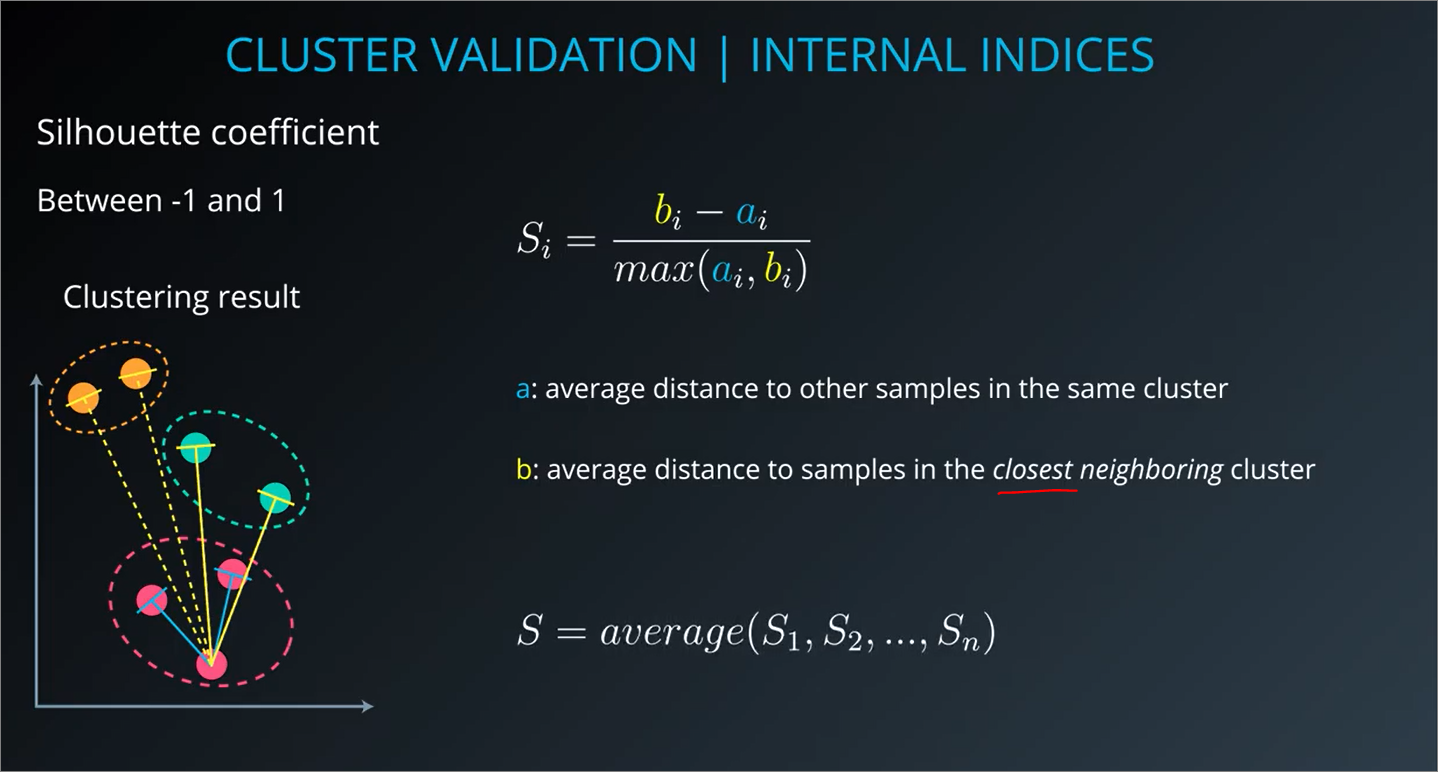 CLUSTER VALIDATION | INTERNAL INDICES
Silhouette coefficient
Between -1 and 1
S_i = \frac{b_i - a_i}{max(a_i, b_i)}
Clustering result
a: average distance to other samples in the same cluster
b: average distance to samples in the closest neighboring cluster
S = average(S_1, S_2, ..., S_n)